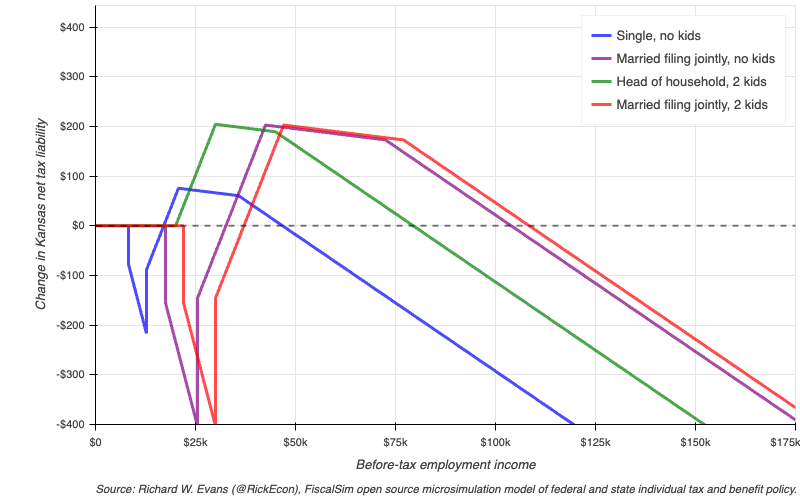 $400
$300
$200
$100
$0
-$100
-$200
-$300
-$400
Change in Kansas net tax liability
Single, no kids
Married filing jointly, no kids
Head of household, 2 kids
Married filing jointly, 2 kids
$0 $25k $50k $75k $100k $125k $150k $175k
Before-tax employment income
Source: Richard W. Evans (@RickEcon), FiscalSim open source microsimulation model of federal and state individual tax and benefit policy.